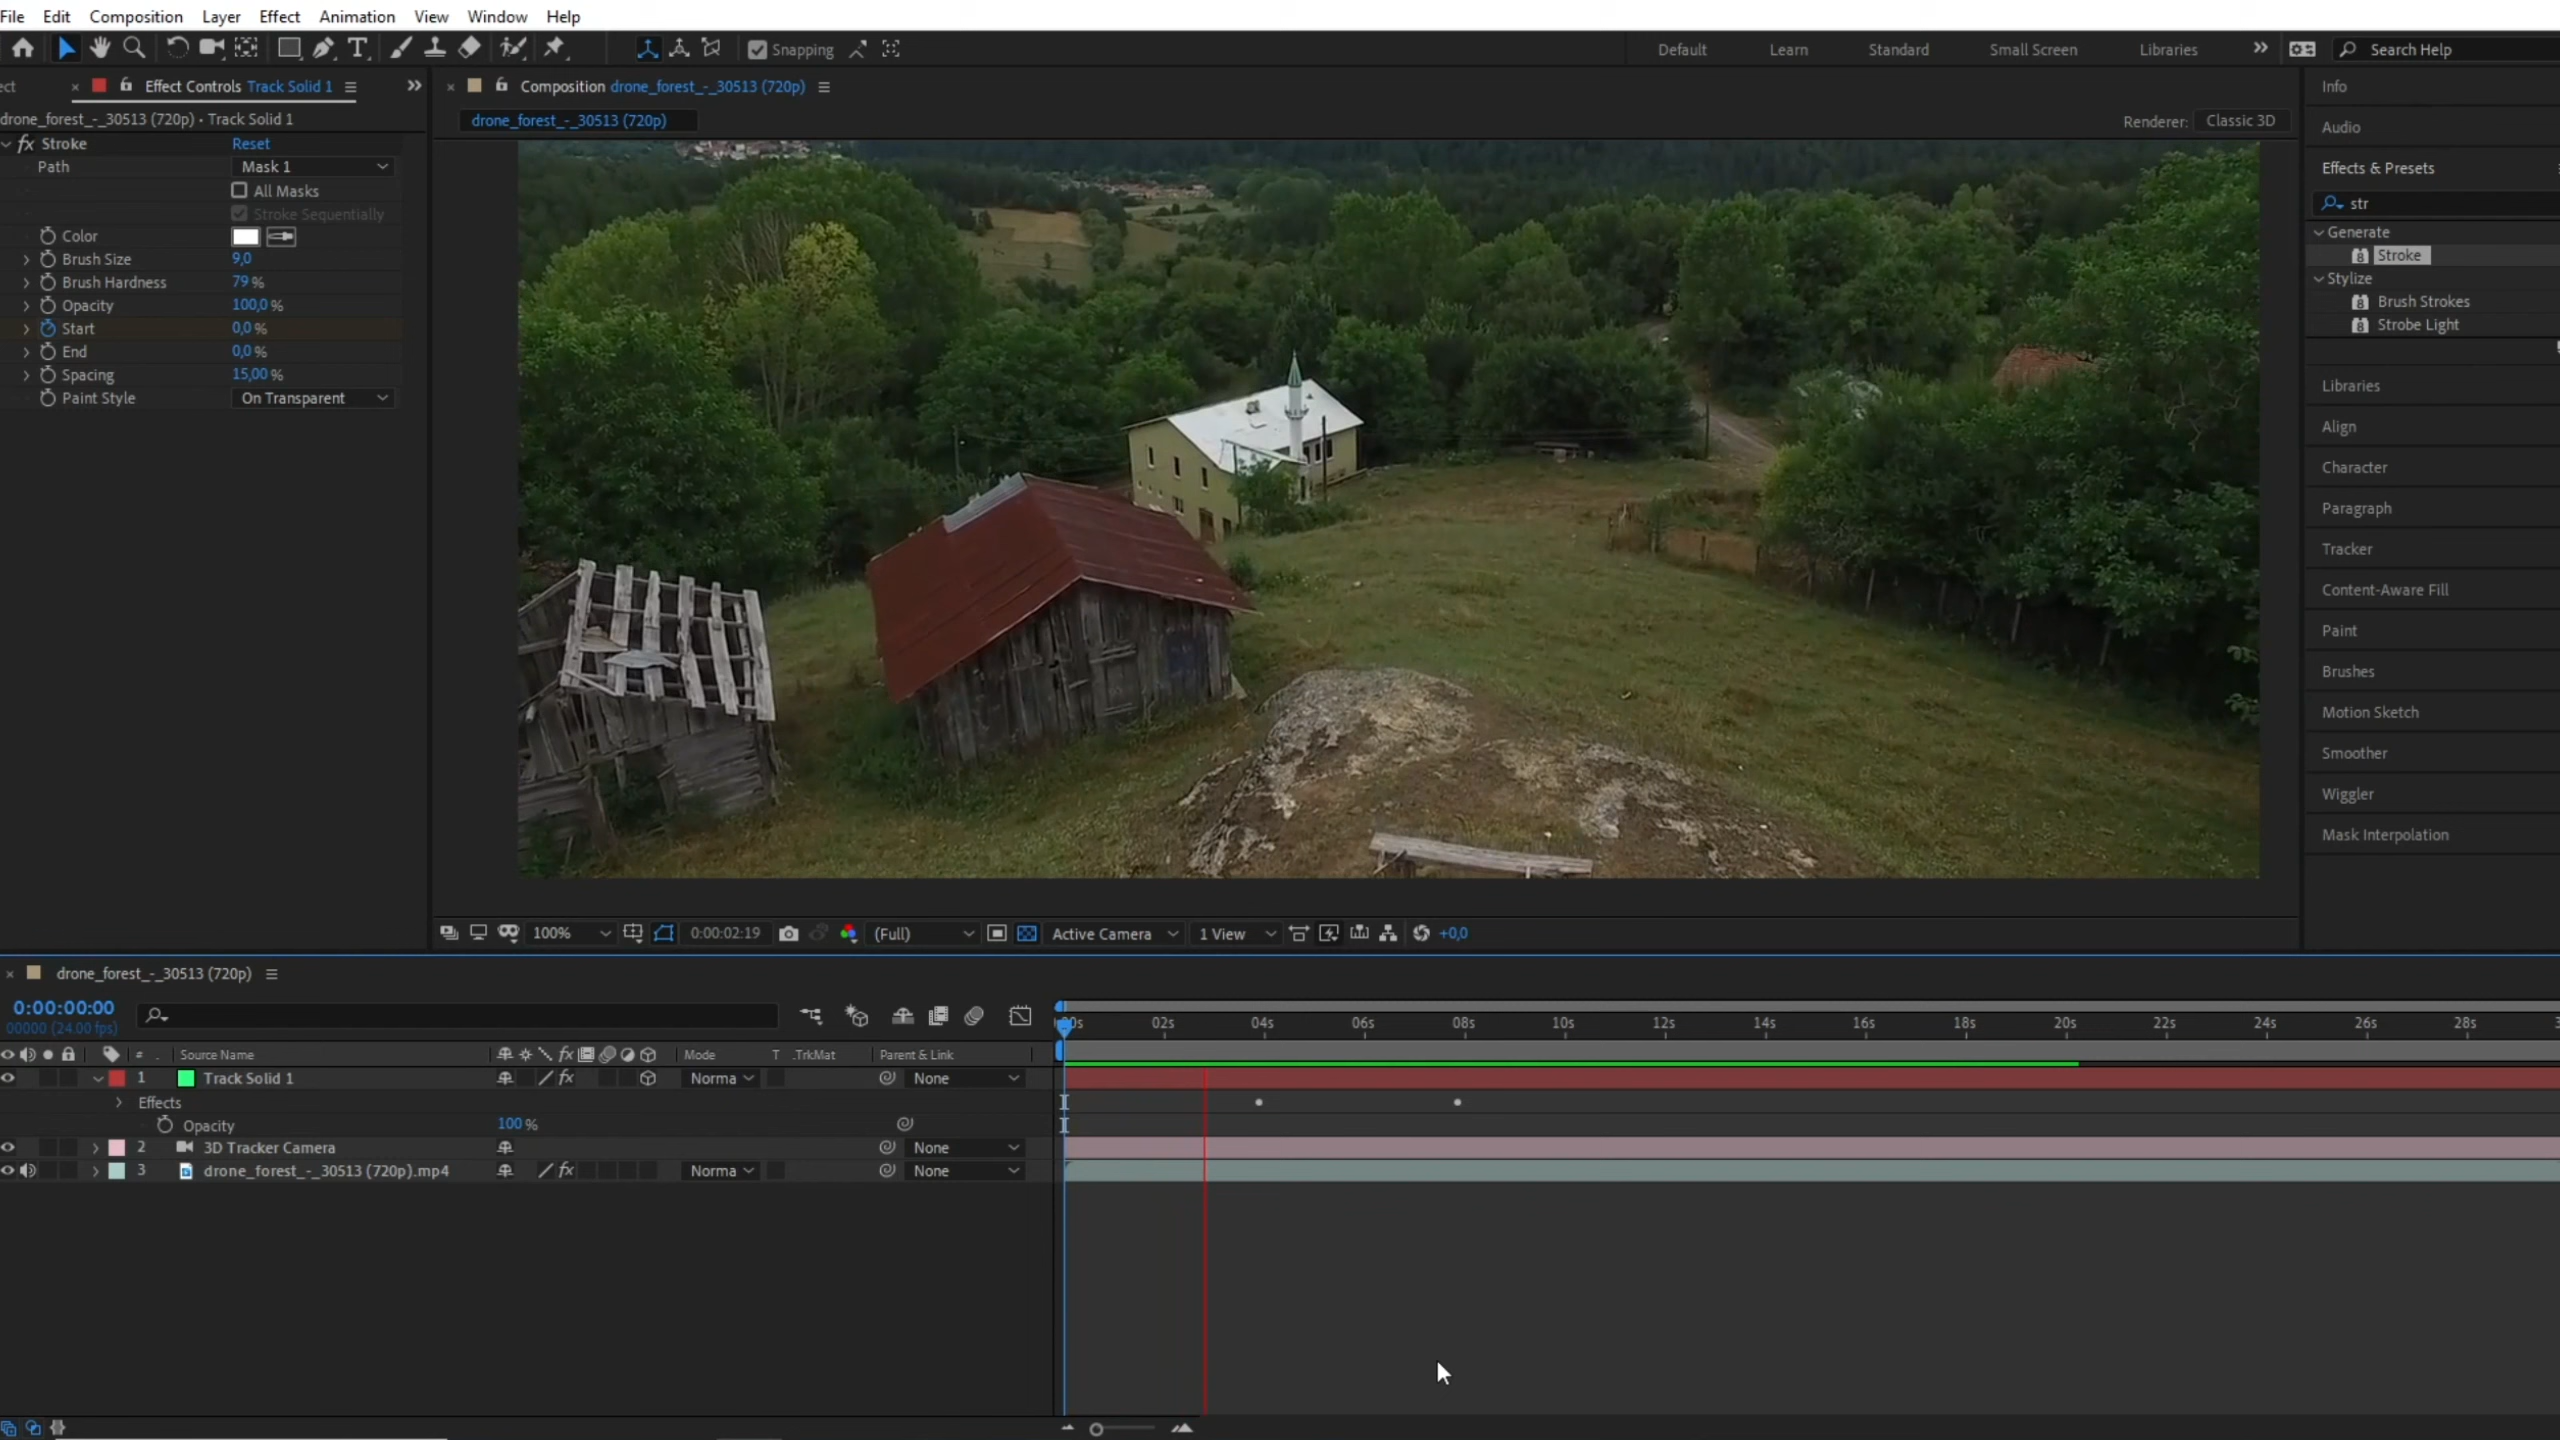 File Edit Composition Layer Effect Animation View Window Help
Snapping Default Learn Standard Small Screen Libraries Search Help
ect Effect Controls Track Solid 1
drone_forest_-_30513 (720p) • Track Solid 1
Stroke Reset
Path Mask 1
All Masks
Stroke Sequentially
Color
Brush Size 9,0
Brush Hardness 79 %
Opacity 100,0 %
Start 0,0 %
End 0,0 %
Spacing 15,00 %
Paint Style On Transparent
Composition drone_forest_-_30513 (720p)
drone_forest_-_30513 (720p)
Renderer: Classic 3D
100% 0:00:02:19 (Full) Active Camera 1 View +0,0
Info
Audio
Effects & Presets
str
Generate
Stroke
Stylize
Brush Strokes
Strobe Light
Libraries
Align
Character
Paragraph
Tracker
Content-Aware Fill
Paint
Brushes
Motion Sketch
Smoother
Wiggler
Mask Interpolation
drone_forest_-_30513 (720p)
0:00:00:00
00000 (24.00 fps)
# Source Name Mode T .TrkMat Parent & Link
1 Track Solid 1 Norma None
Effects
Opacity 100 %
2 3D Tracker Camera None
3 drone_forest_-_30513 (720p).mp4 Norma None
00s 02s 04s 06s 08s 10s 12s 14s 16s 18s 20s 22s 24s 26s 28s